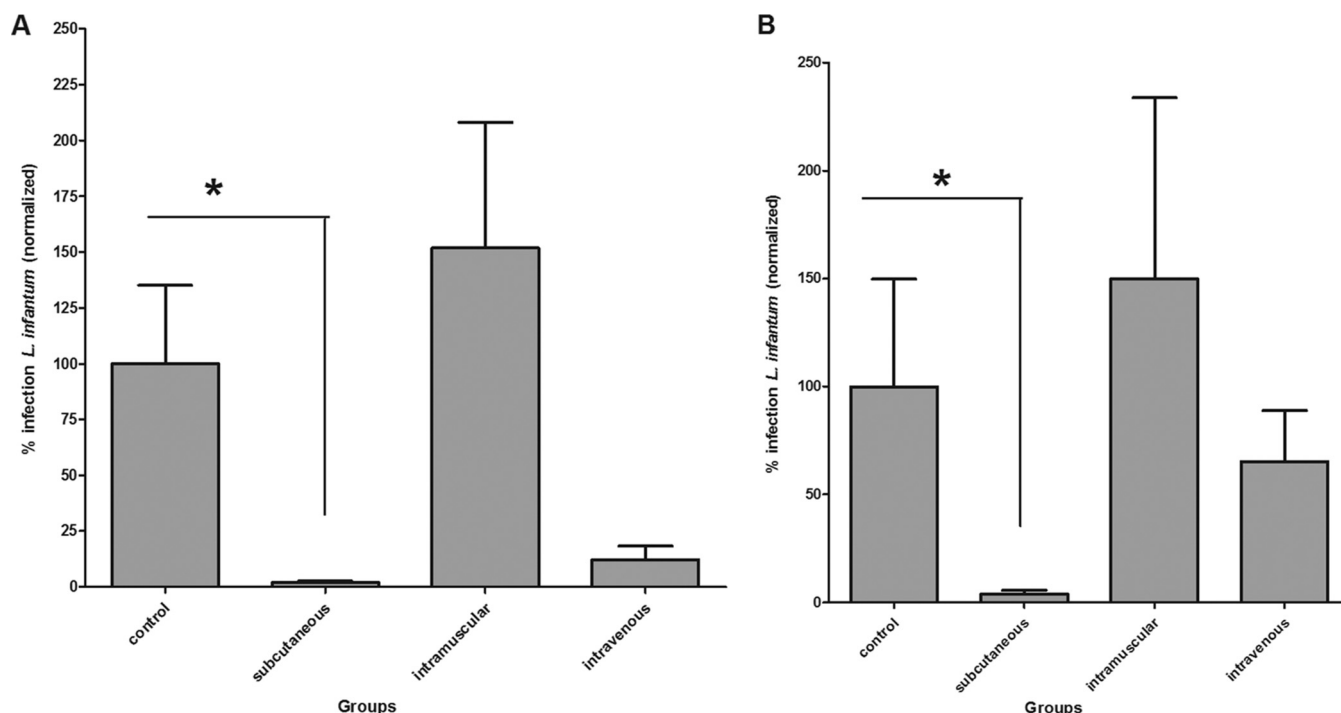 A
% infection L. infantum (normalized)
250
225
200
175
150
125
100
75
50
25
0
*
control
subcutaneous
intramuscular
intravenous
Groups
B
% infection L. infantum (normalized)
250
200
150
100
50
0
*
control
subcutaneous
intramuscular
intravenous
Groups